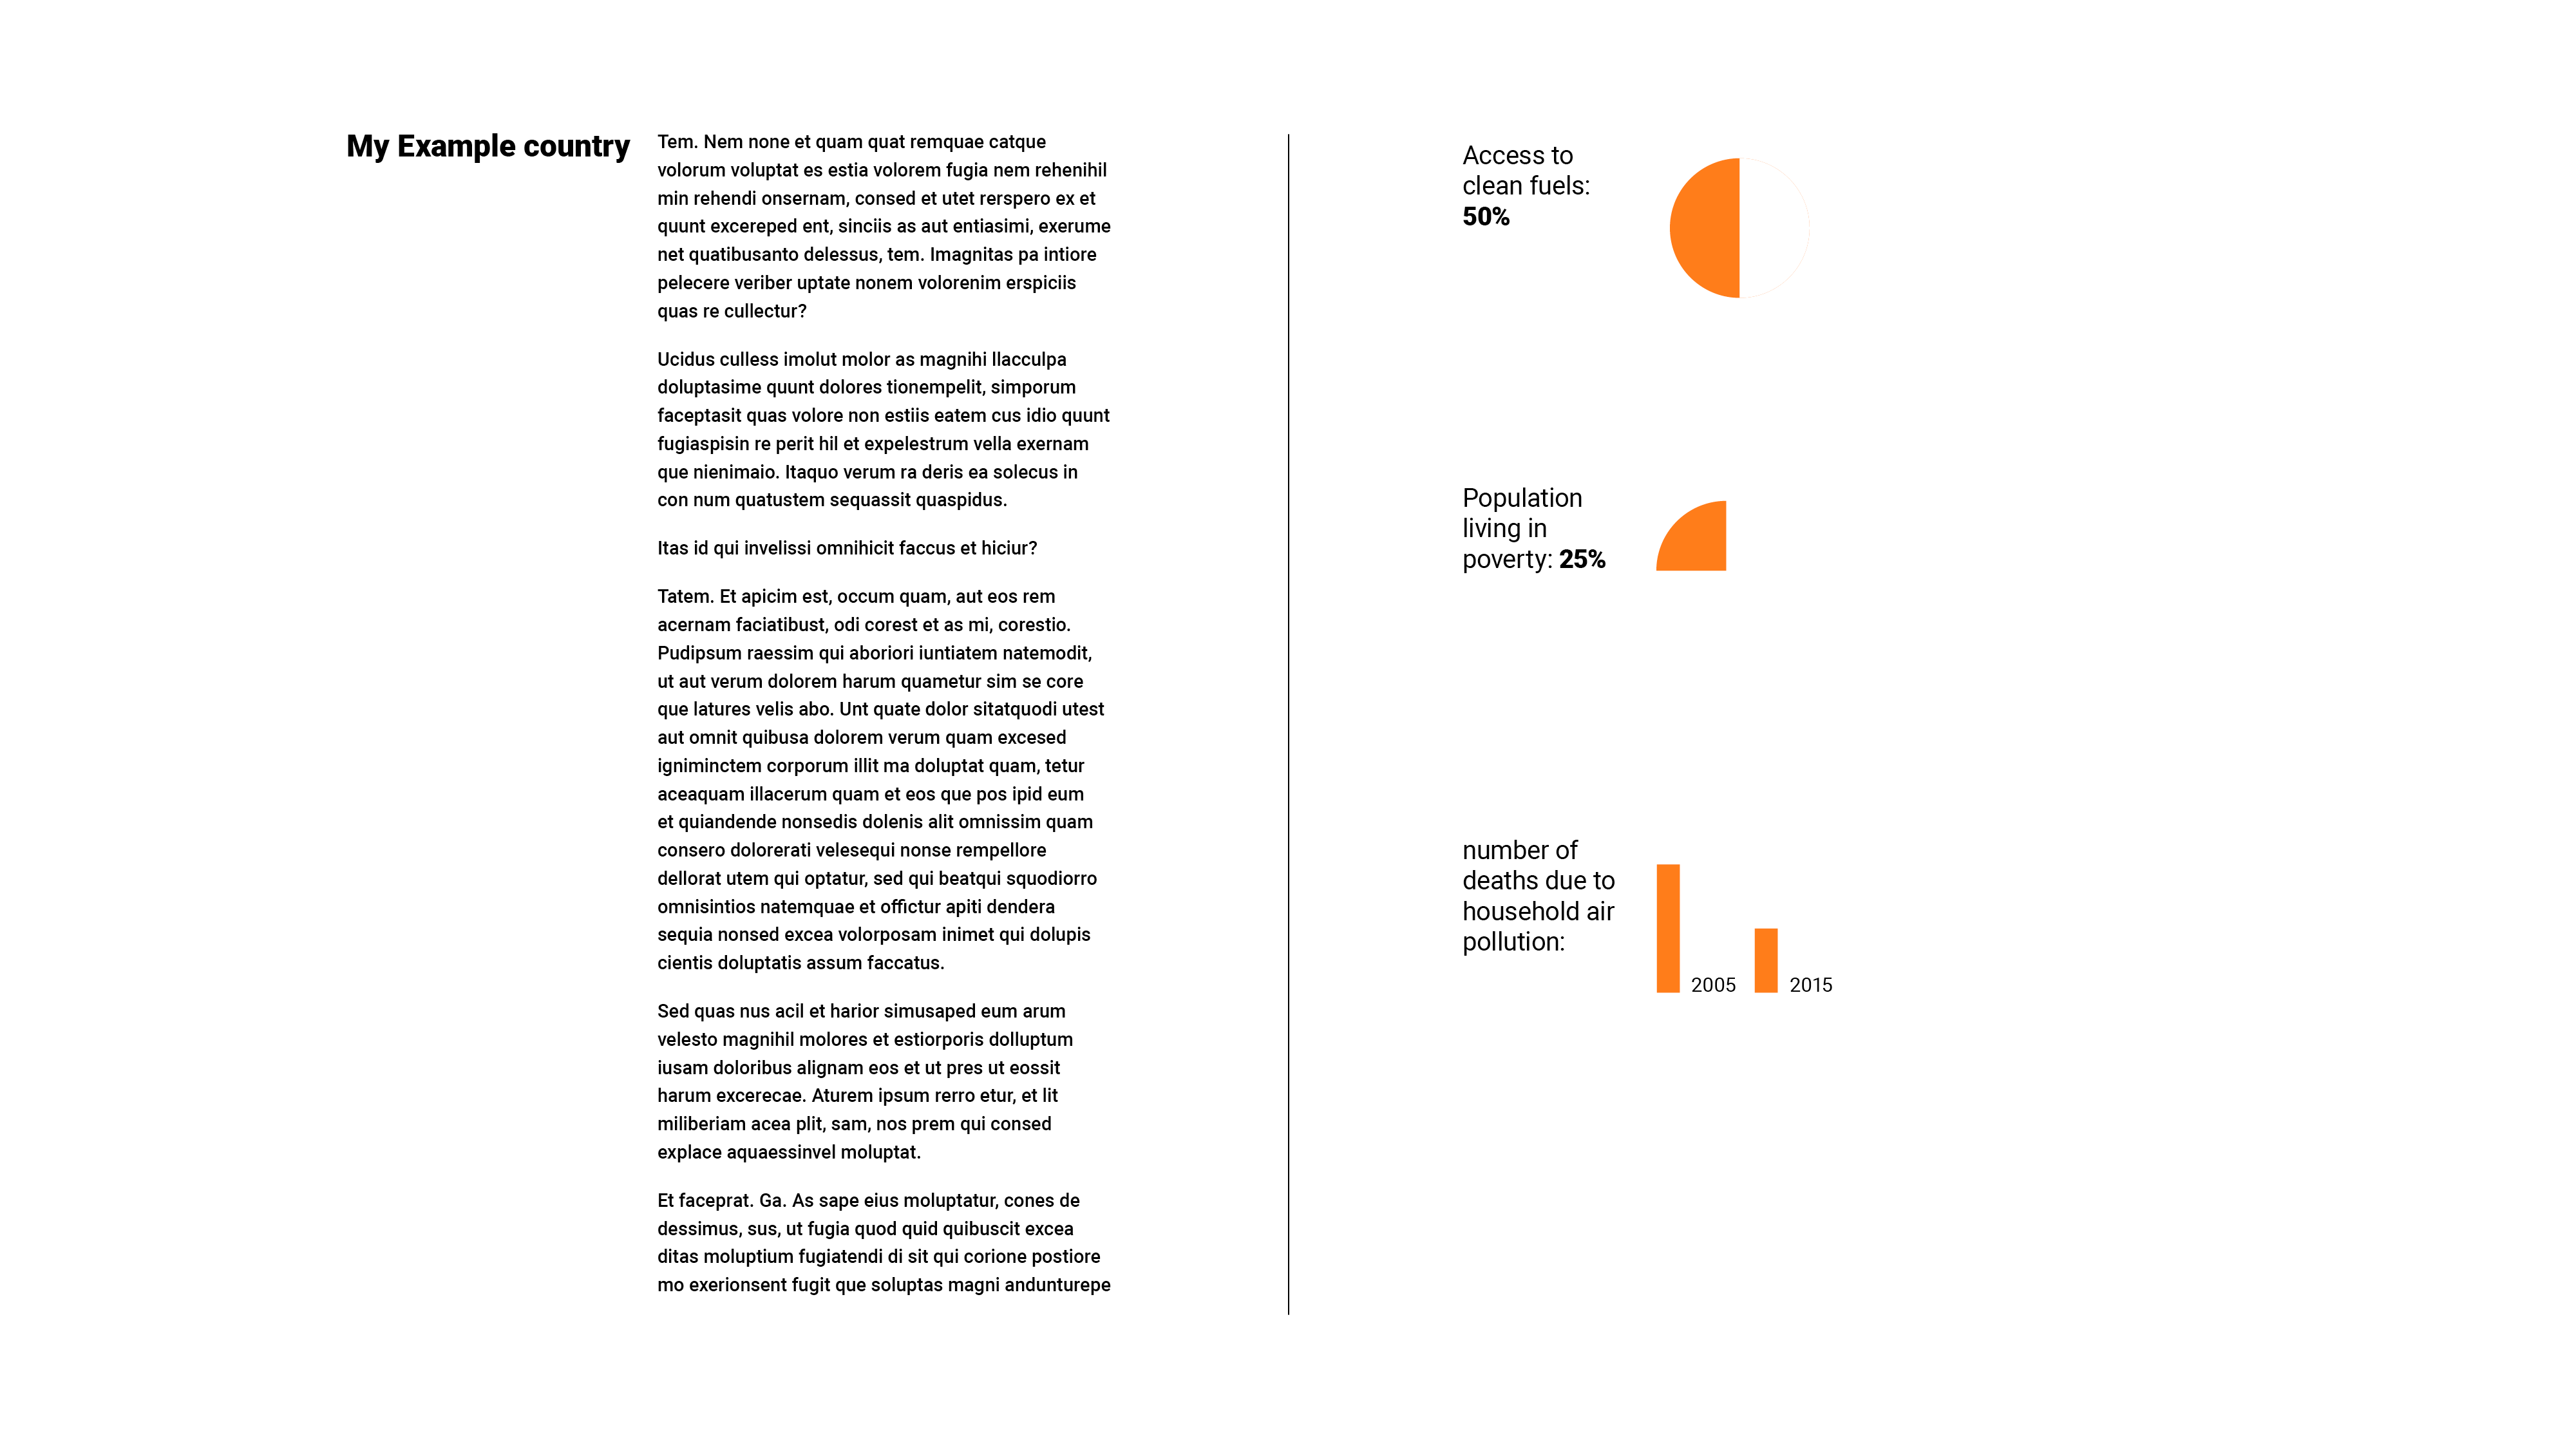 My Example country
Tem. Nem none et quam quat remquae catque
volorum voluptat es estia volorem fugia nem rehenihil
min rehendi onsernam, consed et utet rerspero ex et
quunt excereped ent, sinciis as aut entiasimi, exerume
net quatibusanto delessus, tem. Imagnitas pa intiore
pelecere veriber uptate nonem volorenim erspiciis
quas re cullectur?
Ucidus culless imolut molor as magnihi llacculpa
doluptasime quunt dolores tionempelit, simporum
faceptasit quas volore non estiis eatem cus idio quunt
fugiaspisin re perit hil et expelestrum vella exernam
que nienimaio. Itaquo verum ra deris ea solecus in
con num quatustem sequassit quaspidus.
Itas id qui invelissi omnihicit faccus et hiciur?
Tatem. Et apicim est, occum quam, aut eos rem
acernam faciatibust, odi corest et as mi, corestio.
Pudipsum raessim qui aboriori iuntiatem natemodit,
ut aut verum dolorem harum quametur sim se core
que latures velis abo. Unt quate dolor sitatquodi utest
aut omnit quibusa dolorem verum quam excesed
igniminctem corporum illit ma doluptat quam, tetur
aceaquam illacerum quam et eos que pos ipid eum
et quiandende nonsedis dolenis alit omnissim quam
consero dolorerati velesequi nonse rempellore
dellorat utem qui optatur, sed qui beatqui squodiorro
omnisintios natemquae et offictur apiti dendera
sequia nonsed excea volorposam inimet qui dolupis
cientis doluptatis assum faccatus.
Sed quas nus acil et harior simusaped eum arum
velesto magnihil molores et estiorporis dolluptum
iusam doloribus alignam eos et ut pres ut eossit
harum excerecae. Aturem ipsum rerro etur, et lit
miliberiam acea plit, sam, nos prem qui consed
explace aquaessinvel moluptat.
Et faceprat. Ga. As sape eius moluptatur, cones de
dessimus, sus, ut fugia quod quid quibuscit excea
ditas moluptium fugiatendi di sit qui corione postiore
mo exerionsent fugit que soluptas magni andunturepe
Access to
clean fuels:
50%
Population
living in
poverty: 25%
number of
deaths due to
household air
pollution:
2005
2015